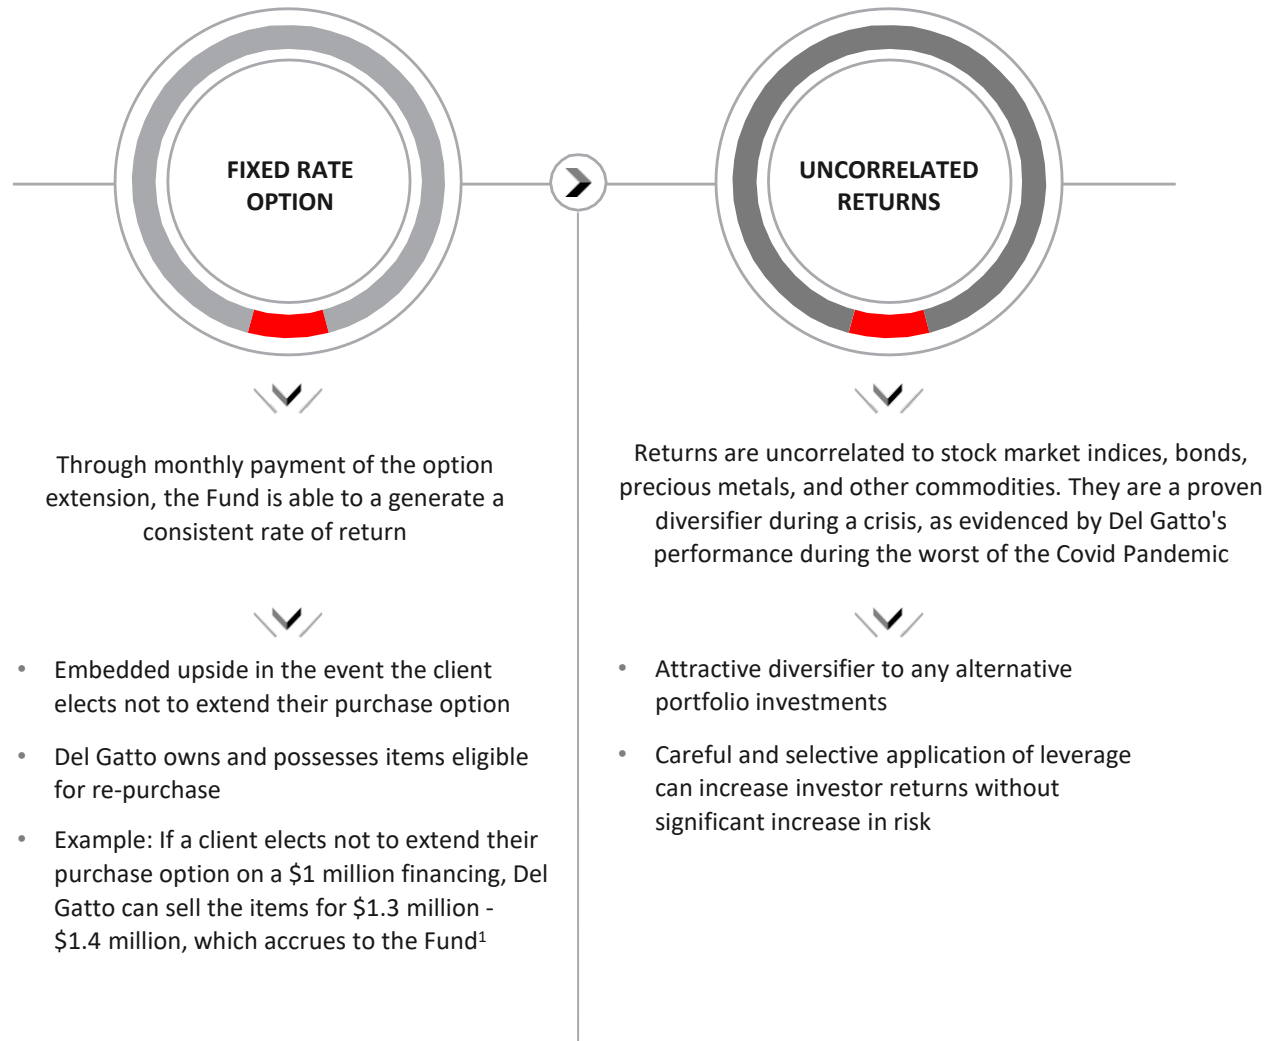 FIXED RATE
OPTION
Through monthly payment of the option
extension, the Fund is able to a generate a
consistent rate of return
• Embedded upside in the event the client
elects not to extend their purchase option
• Del Gatto owns and possesses items eligible
for re-purchase
• Example: If a client elects not to extend their
purchase option on a $1 million financing, Del
Gatto can sell the items for $1.3 million -
$1.4 million, which accrues to the Fund¹
UNCORRELATED
RETURNS
Returns are uncorrelated to stock market indices, bonds,
precious metals, and other commodities. They are a proven
diversifier during a crisis, as evidenced by Del Gatto's
performance during the worst of the Covid Pandemic
• Attractive diversifier to any alternative
portfolio investments
• Careful and selective application of leverage
can increase investor returns without
significant increase in risk